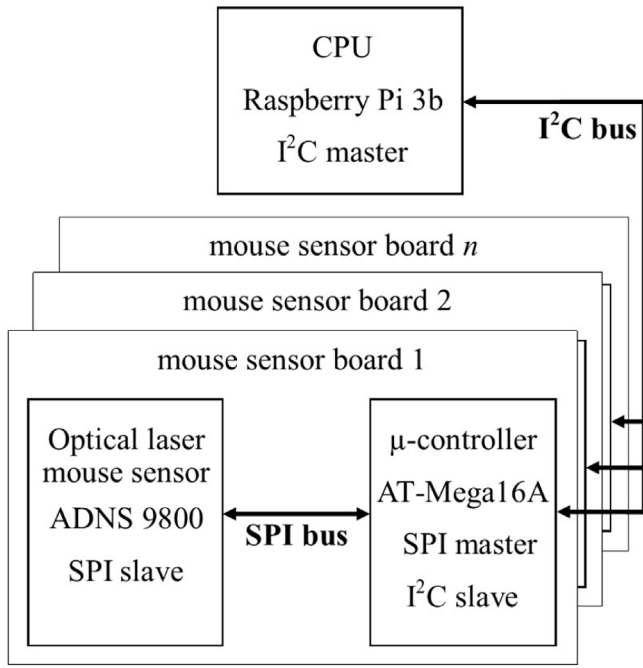 CPU
Raspberry Pi 3b
I²C master
I²C bus
mouse sensor board n
mouse sensor board 2
mouse sensor board 1
Optical laser
mouse sensor
ADNS 9800
SPI slave
SPI bus
μ-controller
AT-Mega16A
SPI master
I²C slave